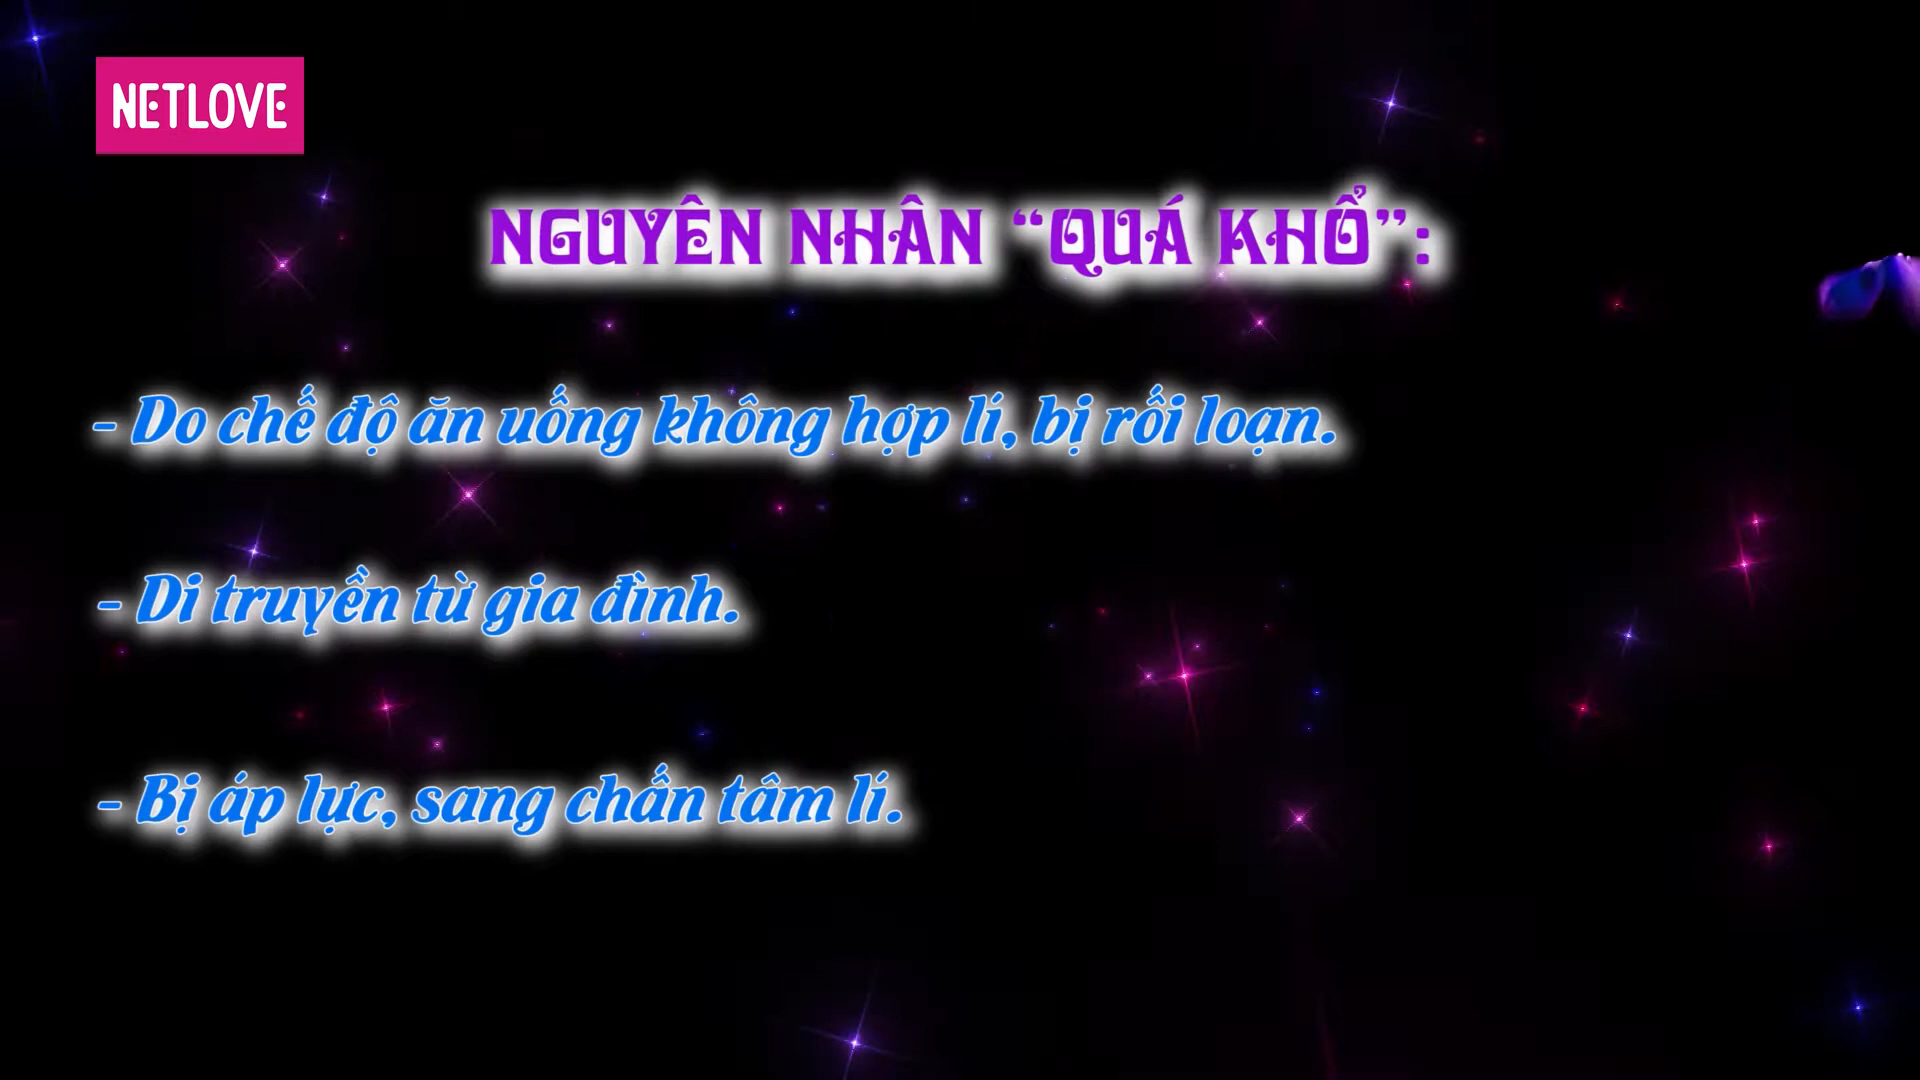 NETLOVE
NGUYÊN NHÂN “QUÁ KHỔ”:
- Do chế độ ăn uống không hợp lí, bị rối loạn.
- Di truyền từ gia đình.
- Bị áp lực, sang chấn tâm lí.